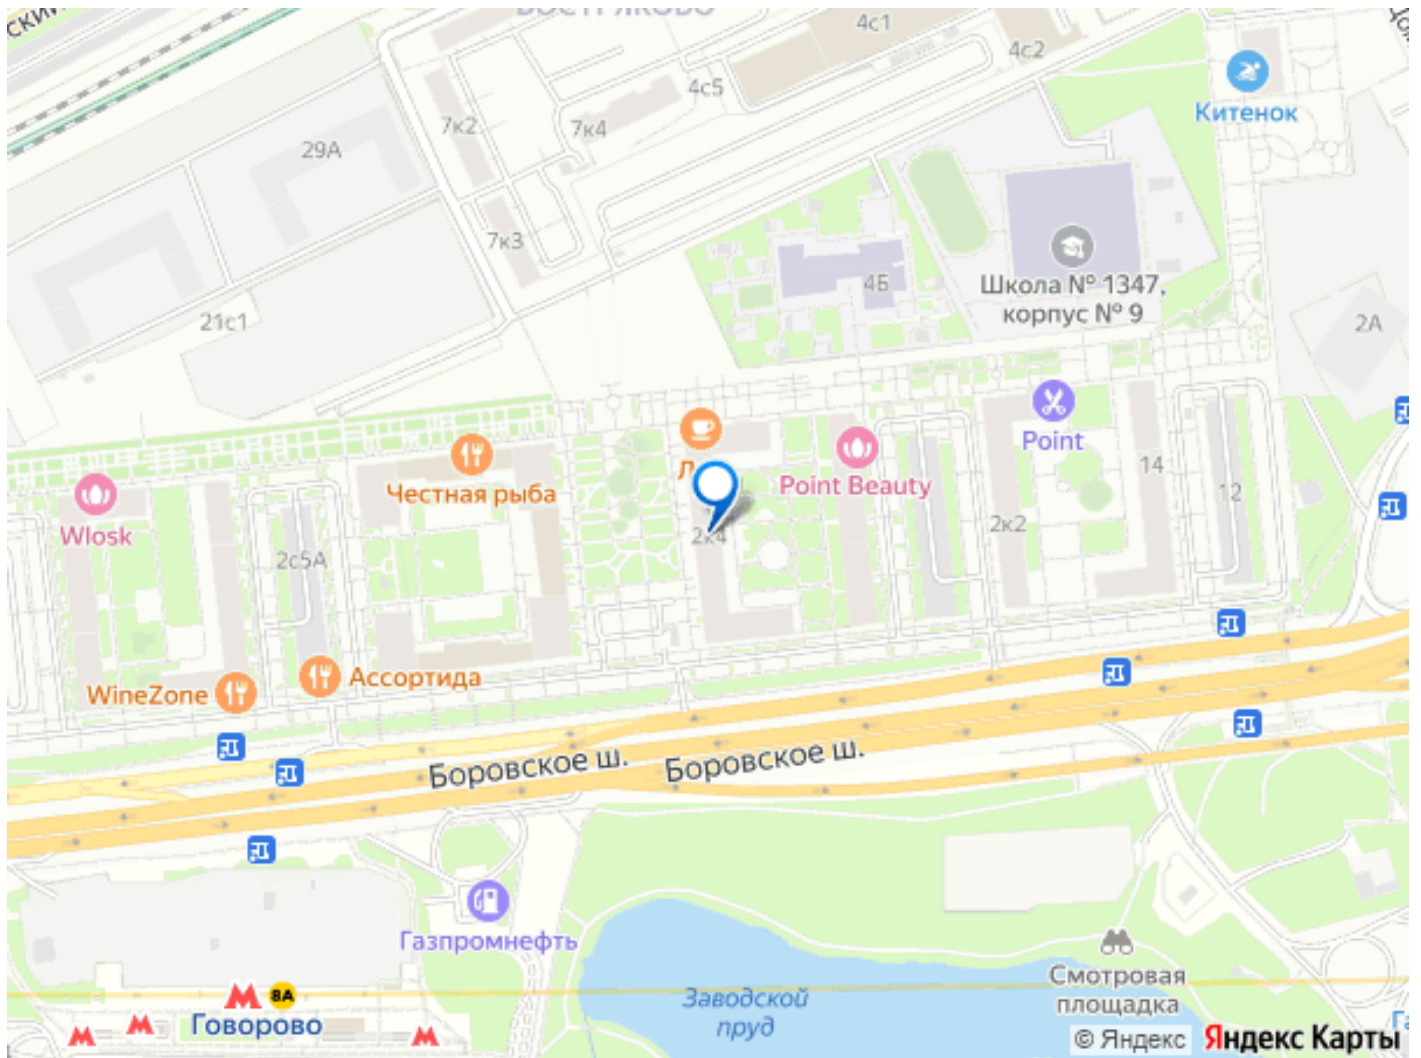 ВОСТРЯКОВО
4с1
4с2
4с5
7к2
7к4
Китенок
29А
7к3
4Б
Школа № 1347,
корпус № 9
21с1
2А
Point
Честная рыба
Point Beauty
14
12
Wlosk
2к4
2к2
2с5А
Ассортида
WineZone
Боровское ш.
Боровское ш.
Газпромнефть
Смотровая
площадка
Заводской
пруд
8А
Говорово
© Яндекс Яндекс Карты